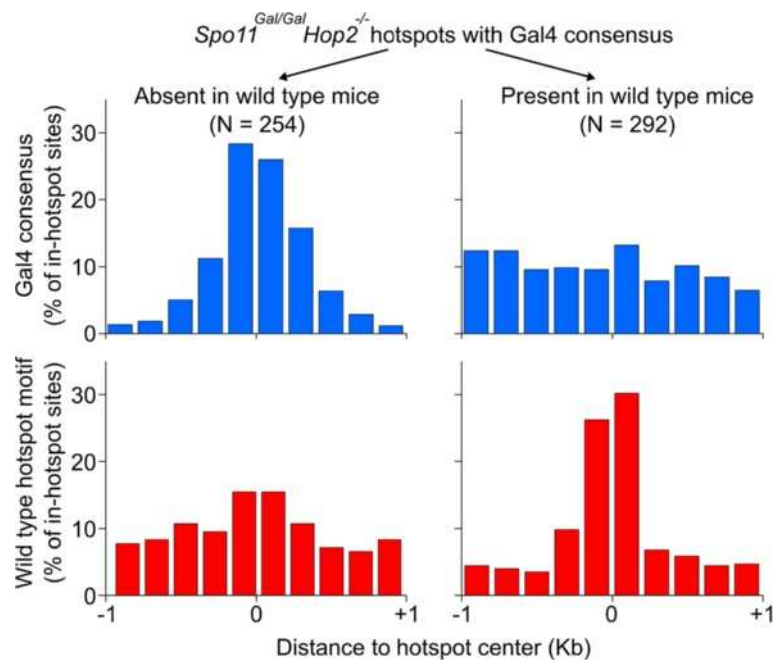 Spo11^Gal/Gal Hop2^-/- hotspots with Gal4 consensus
Absent in wild type mice
(N = 254)
Present in wild type mice
(N = 292)
Gal4 consensus
(% of in-hotspot sites)
30
20
10
0
Wild type hotspot motif
(% of in-hotspot sites)
30
20
10
0
-1
0
+1
-1
0
+1
Distance to hotspot center (Kb)